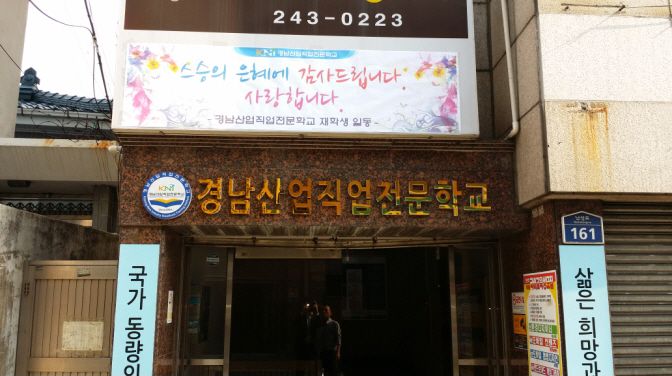 243-0223
KNI 경남산업직업전문학교
스승의 은혜에 감사드립니다.
사랑합니다.
- 경남산업직업전문학교 재학생 일동 -
KNI
경남산업직업전문학교
161
국가 동량의
삶은 희망과